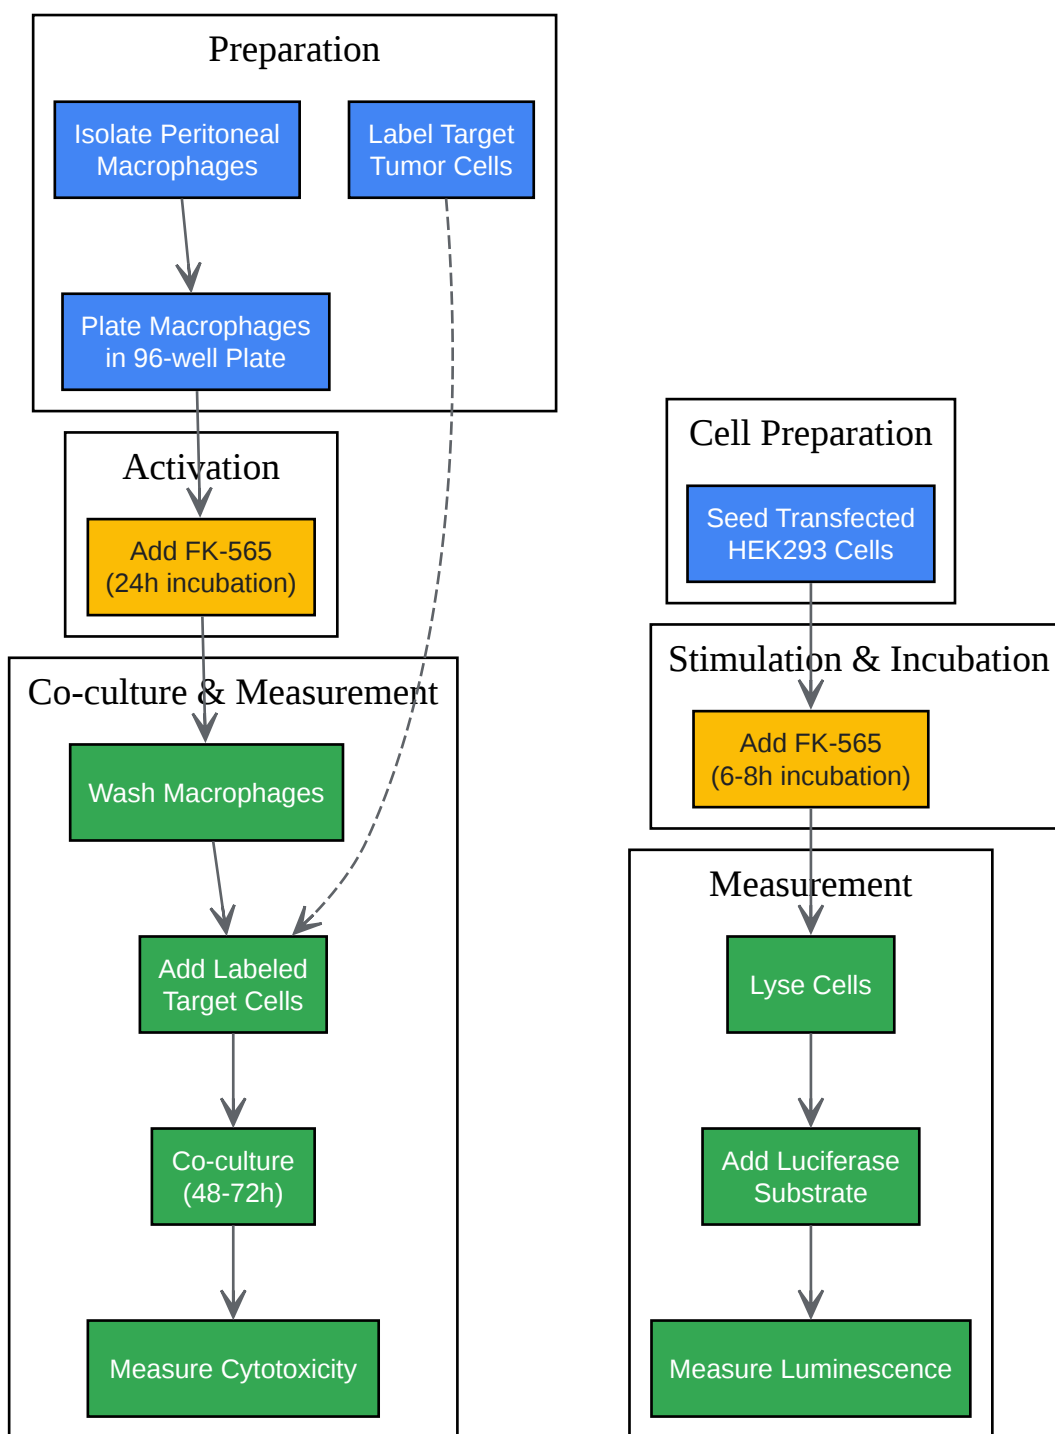 Preparation
Isolate Peritoneal
Macrophages
Label Target
Tumor Cells
Plate Macrophages
in 96-well Plate
Activation
Add FK-565
(24h incubation)
Co-culture & Measurement
Wash Macrophages
Add Labeled
Target Cells
Co-culture
(48-72h)
Measure Cytotoxicity
Cell Preparation
Seed Transfected
HEK293 Cells
Stimulation & Incubation
Add FK-565
(6-8h incubation)
Measurement
Lyse Cells
Add Luciferase
Substrate
Measure Luminescence